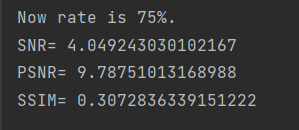 Now rate is 75%.
SNR= 4.049243030102167
PSNR= 9.78751013168988
SSIM= 0.3072836339151222